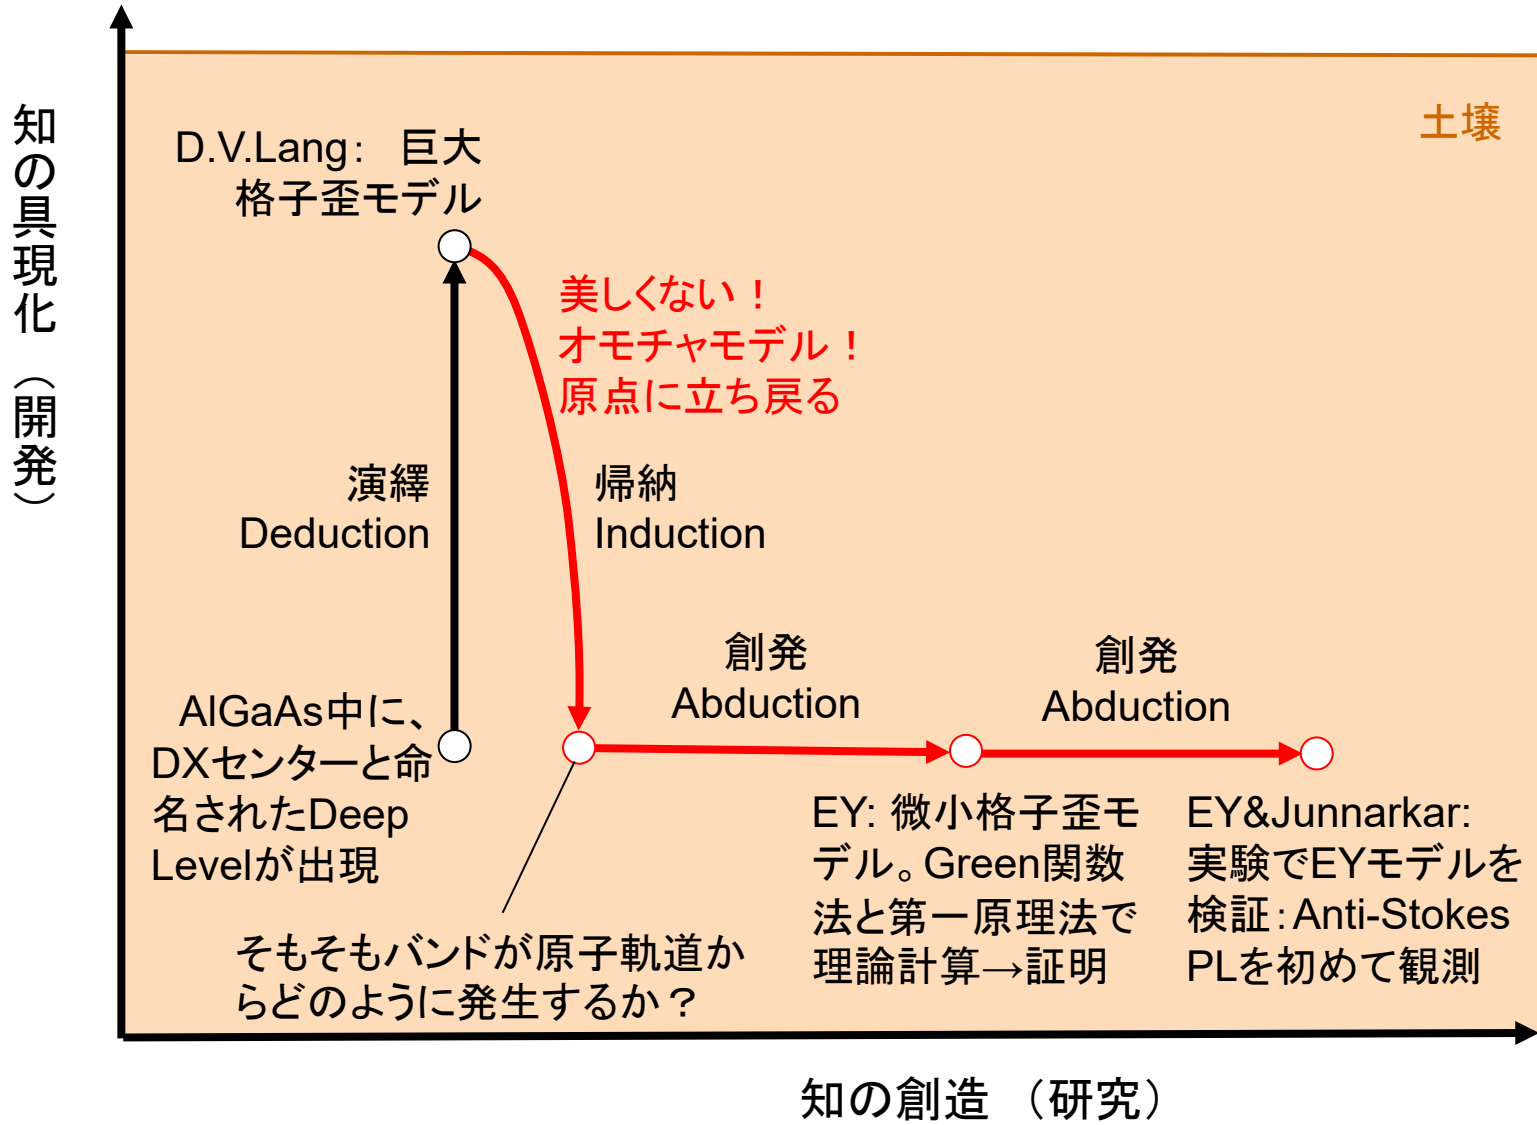 知の具現化 （開発）
土壌
D.V.Lang： 巨大
格子歪モデル
美しくない！
オモチャモデル！
原点に立ち戻る
演繹
Deduction
帰納
Induction
創発
Abduction
創発
Abduction
AlGaAs中に、
DXセンターと命
名されたDeep
Levelが出現
そもそもバンドが原子軌道か
らどのように発生するか？
EY: 微小格子歪モ
デル。Green関数
法と第一原理法で
理論計算→証明
EY&Junnarkar:
実験でEYモデルを
検証：Anti-Stokes
PLを初めて観測
知の創造 （研究）